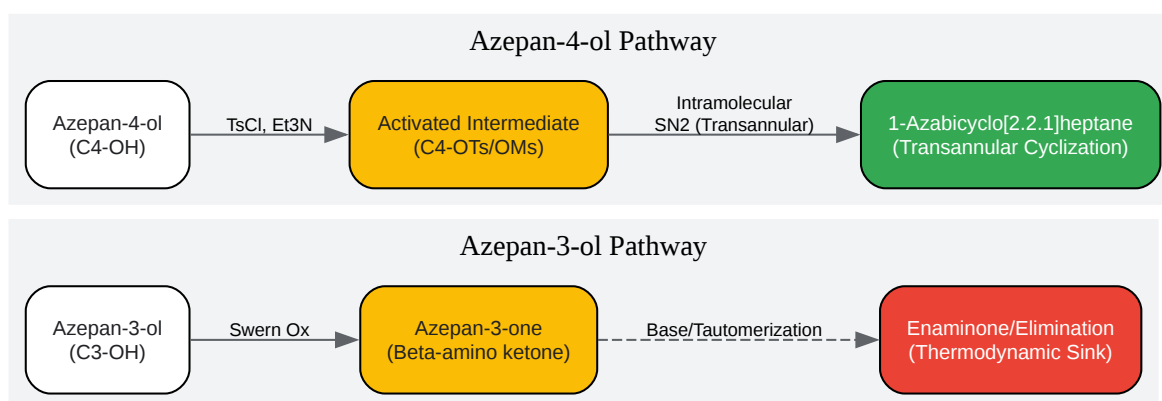 Azepan-4-ol Pathway
Azepan-4-ol
(C4-OH)
TsCl, Et3N
Activated Intermediate
(C4-OTs/OMs)
Intramolecular
SN2 (Transannular)
1-Azabicyclo[2.2.1]heptane
(Transannular Cyclization)
Azepan-3-ol Pathway
Azepan-3-ol
(C3-OH)
Swern Ox
Azepan-3-one
(Beta-amino ketone)
Base/Tautomerization
Enaminone/Elimination
(Thermodynamic Sink)